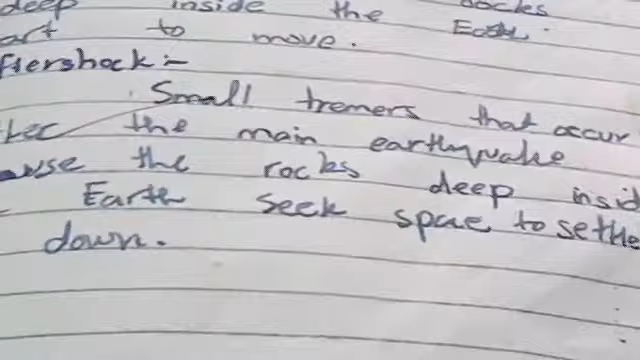 deep inside the rocks
art to move. Earth.
ftershock :-
Small tremers that occur
ter the main earthquake
use the rocks deep insid
Earth seek spae to settle
down.